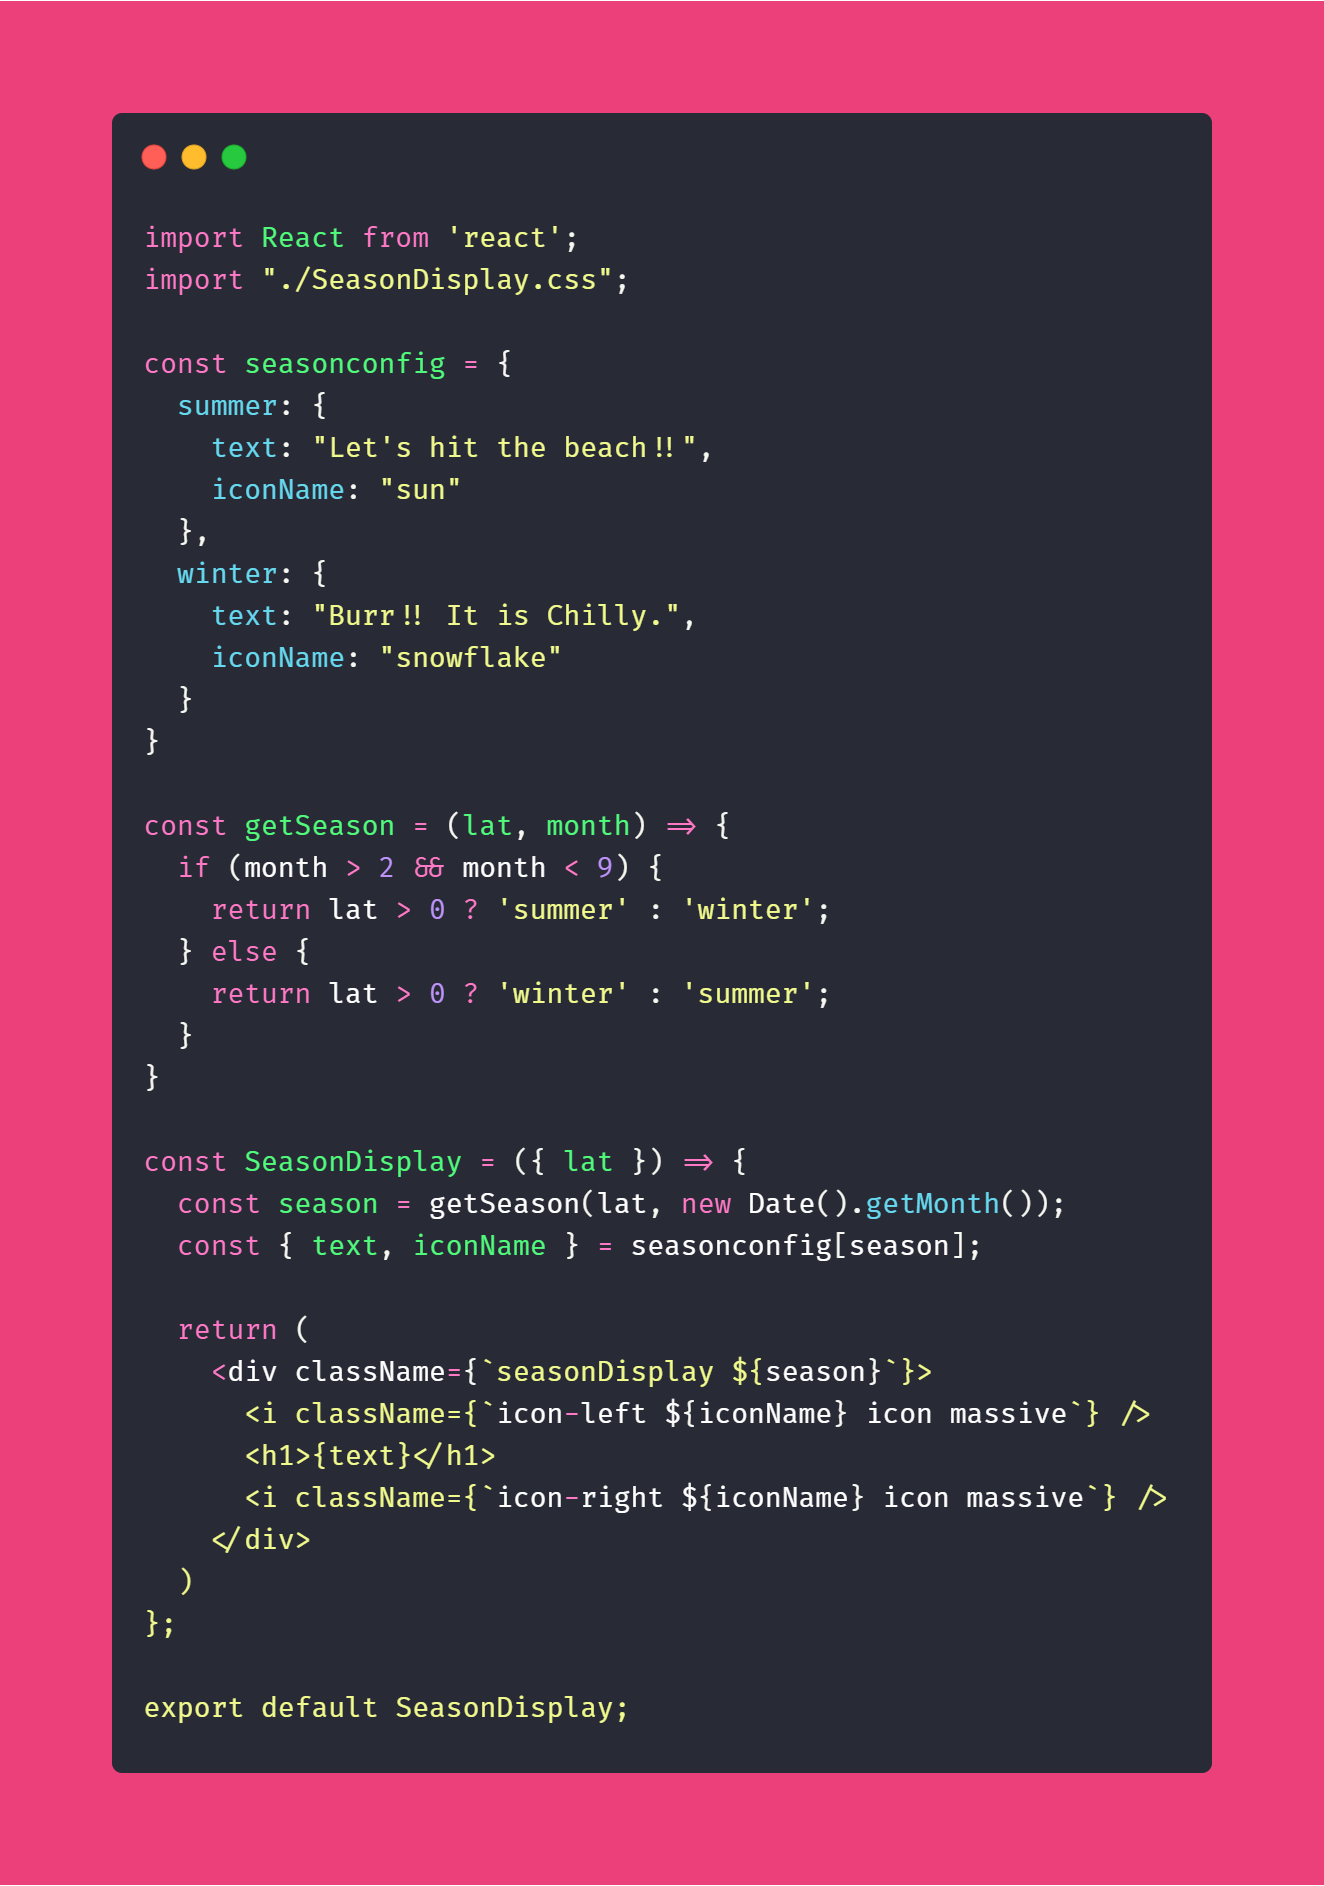 import React from 'react';
import "./SeasonDisplay.css";

const seasonconfig = {
  summer: {
    text: "Let's hit the beach!!",
    iconName: "sun"
  },
  winter: {
    text: "Burr!! It is Chilly.",
    iconName: "snowflake"
  }
}

const getSeason = (lat, month) => {
  if (month > 2 && month < 9) {
    return lat > 0 ? 'summer' : 'winter';
  } else {
    return lat > 0 ? 'winter' : 'summer';
  }
}

const SeasonDisplay = ({ lat }) => {
  const season = getSeason(lat, new Date().getMonth());
  const { text, iconName } = seasonconfig[season];

  return (
    <div className={`seasonDisplay ${season}`}>
      <i className={`icon-left ${iconName} icon massive`} />
      <h1>{text}</h1>
      <i className={`icon-right ${iconName} icon massive`} />
    </div>
  )
};

export default SeasonDisplay;